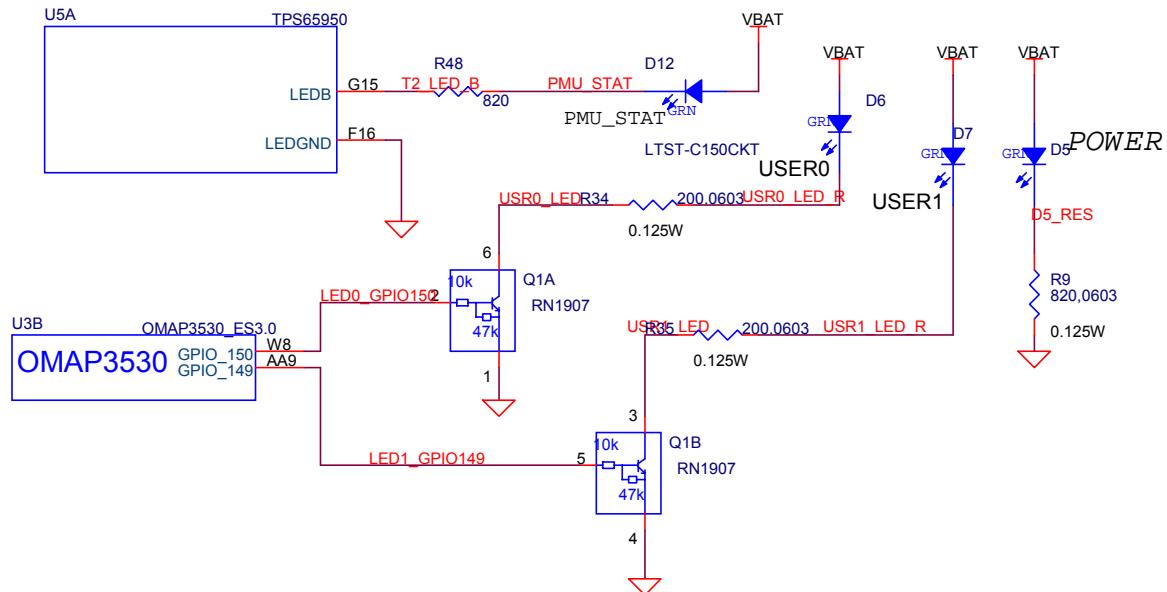 U5A
TPS65950
VBAT
VBAT
VBAT
VBAT
R48
D12
G15
T2_LED_B
PMU_STAT
LEDB
820
GRN
D6
PMU_STAT
GRN
F16
LEDGND
D7
POWER
LTST-C150CKT
GRN
GRN
D5
USER0
USER1
USR0_LED
R34
200.0603
USR0_LED_R
D5_RES
0.125W
6
10k
Q1A
R9
LED0_GPIO150
2
RN1907
820,0603
U3B
OMAP3530_ES3.0
47k
USR1_LED
R35
200.0603
USR1_LED_R
0.125W
W8
OMAP3530
GPIO_150
AA9
GPIO_149
0.125W
1
3
10k
Q1B
LED1_GPIO149
5
RN1907
47k
4